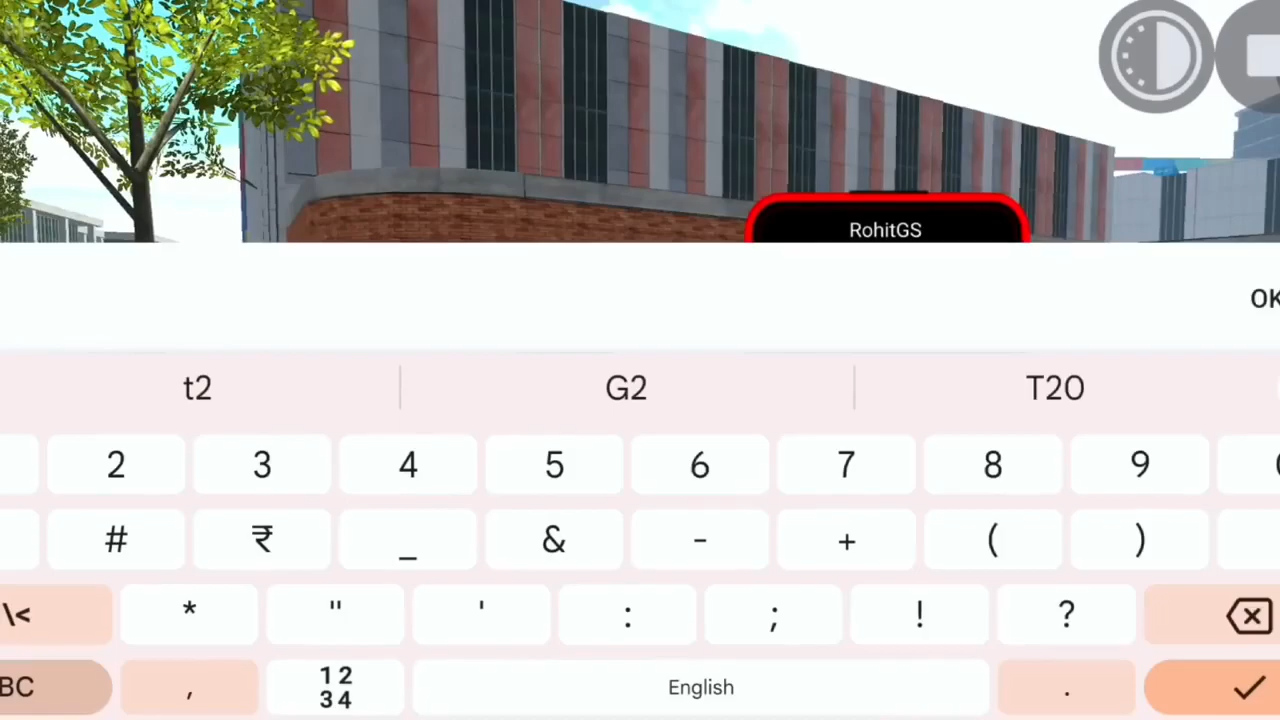 RohitGS
OK
t2 G2 T20
2 3 4 5 6 7 8 9
# ₹ _ & - + ( )
\< * " ' : ; ! ?
BC , 12 34 English .